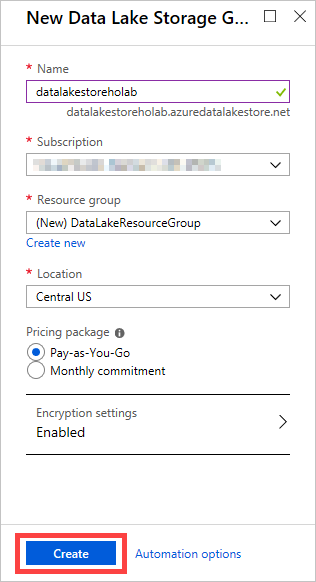 New Data Lake Storage G...
* Name
datalakestoreholab
datalakestoreholab.azuredatalakestore.net
* Subscription
* Resource group
(New) DataLakeResourceGroup
Create new
* Location
Central US
Pricing package
Pay-as-You-Go
Monthly commitment
Encryption settings
Enabled
Create
Automation options